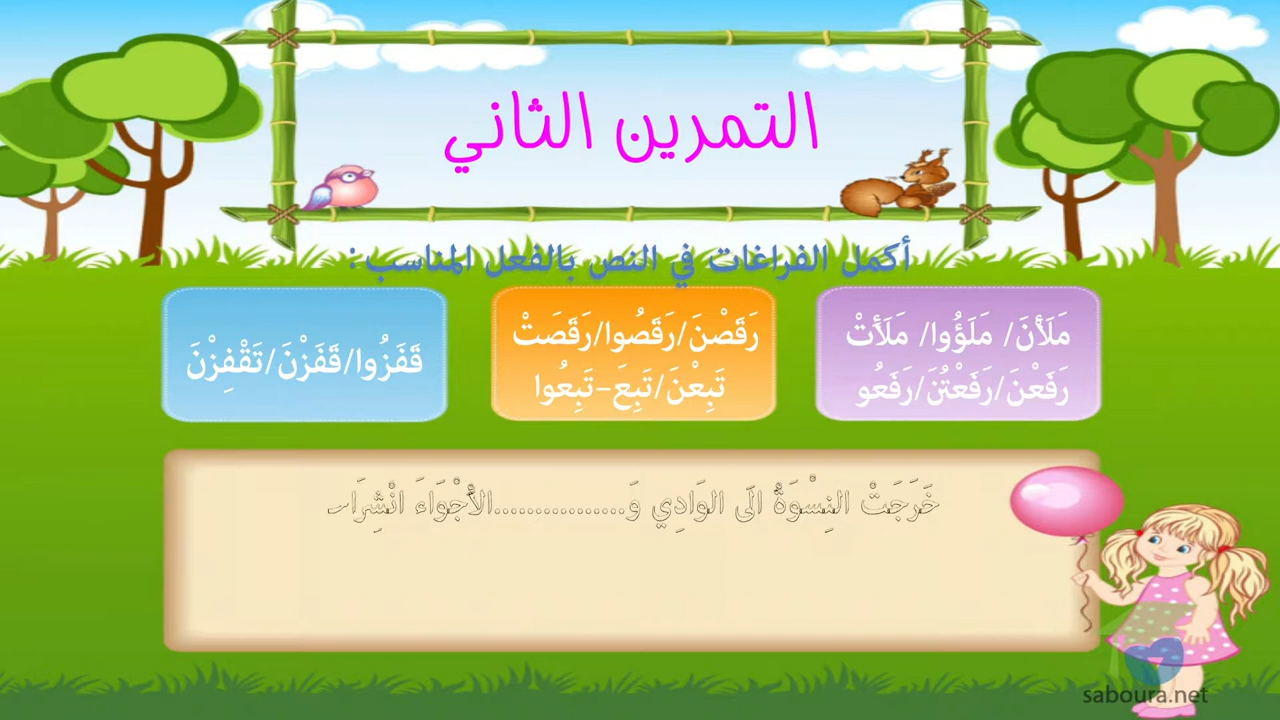 التمرين الثاني
أكمل الفراغات في النص بالفعل المناسب :
مَلَأْنَ/ مَلَؤُوا/ مَلَأَتْ
رَفَعْنَ/رَفَعْتُنَ/رَفَعُو
رَقَصْنَ/رَقَصُوا/رَقَصَتْ
تَبِعْنَ/تَبِعَ-تَبِعُوا
قَفَزُوا/قَفَزْنَ/تَقْفِزْنَ
خَرَجَتْ النِسْوَةُ الَى الوَادِي وَ.................الأَجْوَاءَ انْشِرَا
saboura.net